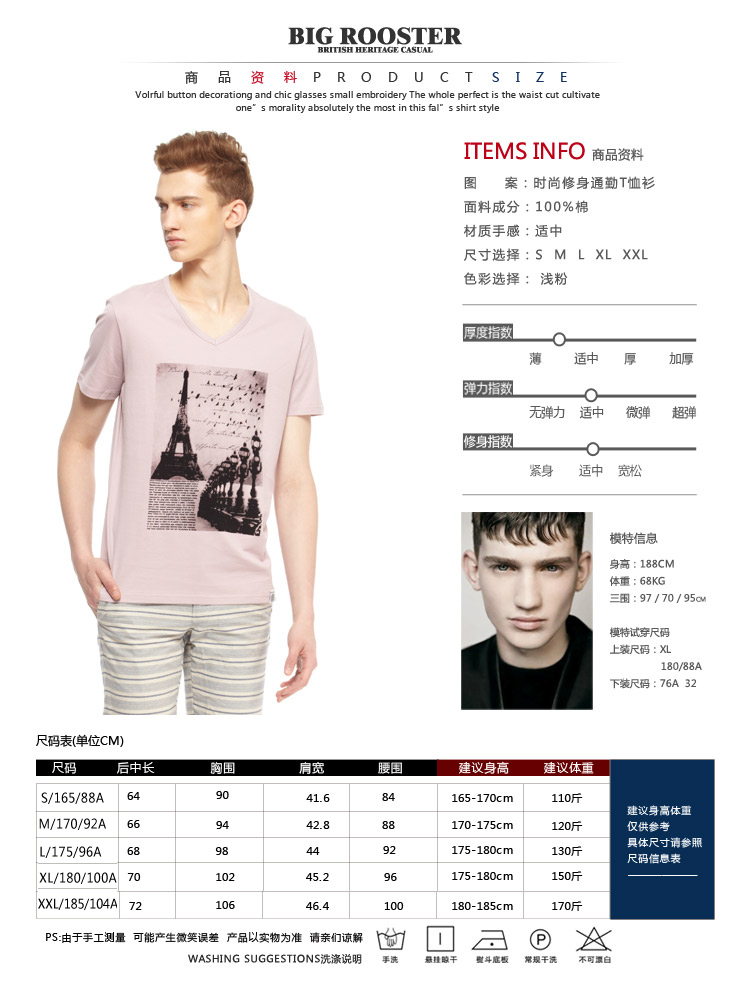 BIG ROOSTER
BRITISH HERITAGE CASUAL
商 品 资 料 P R O D U C T S I Z E
Volrful button decorationg and chic glasses small embroidery The whole perfect is the waist cut cultivate
one”s morality absolutely the most in this fal”s shirt style
ITEMS INFO 商品资料
图 案：时尚修身通勤T恤衫
面料成分：100%棉
材质手感：适中
尺寸选择：S M L XL XXL
色彩选择： 浅粉
厚度指数
薄 适中 厚 加厚
弹力指数
无弹力 适中 微弹 超弹
修身指数
紧身 适中 宽松
模特信息
身高：188CM
体重：68KG
三围：97 / 70 / 95CM
模特试穿尺码
上装尺码：XL
180/88A
下装尺码：76A 32
尺码表(单位CM)
尺码 后中长 胸围 肩宽 腰围 建议身高 建议体重
S/165/88A 64 90 41.6 84 165-170cm 110斤
M/170/92A 66 94 42.8 88 170-175cm 120斤
L/175/96A 68 98 44 92 175-180cm 130斤
XL/180/100A 70 102 45.2 96 175-180cm 150斤
XXL/185/104A 72 106 46.4 100 180-185cm 170斤
建议身高体重
仅供参考
具体尺寸请参照
尺码信息表
PS:由于手工测量 可能产生微笑误差 产品以实物为准 请亲们谅解
WASHING SUGGESTIONS洗涤说明
手洗 悬挂晾干 熨斗底板 常规干洗 不可漂白
P